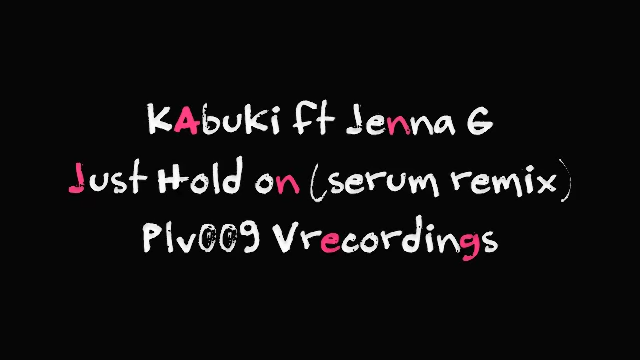 KAbuki ft Jenna G
Just Hold on (serum remix)
Plv009 Vrecordings